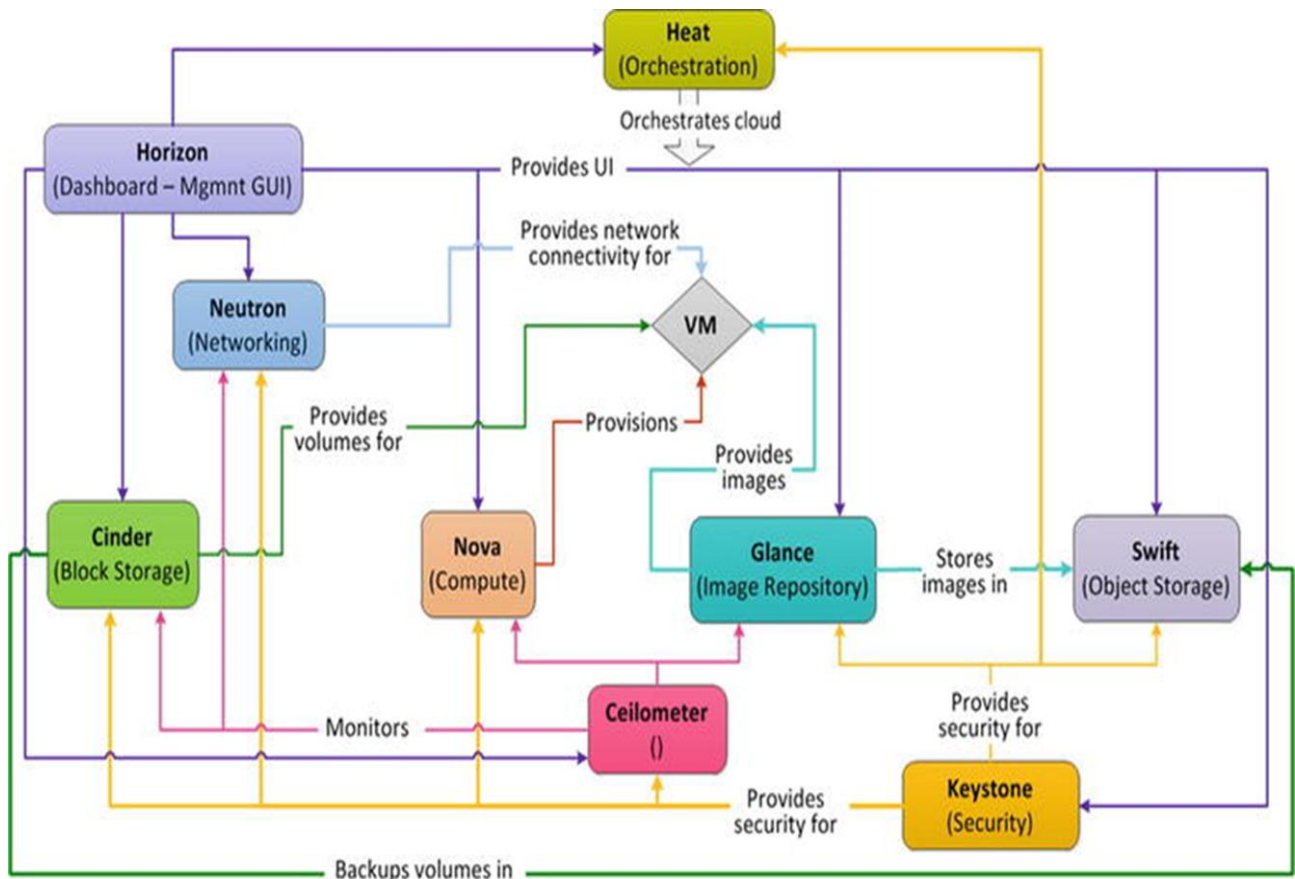 Heat
(Orchestration)
Orchestrates cloud
Horizon
(Dashboard – Mgmnt GUI)
Provides UI
Provides network
connectivity for
Neutron
(Networking)
VM
Provides
volumes for
Provisions
Provides
images
Cinder
(Block Storage)
Nova
(Compute)
Glance
(Image Repository)
Stores
images in
Swift
(Object Storage)
Monitors
Ceilometer
()
Provides
security for
Provides
security for
Keystone
(Security)
Backups volumes in